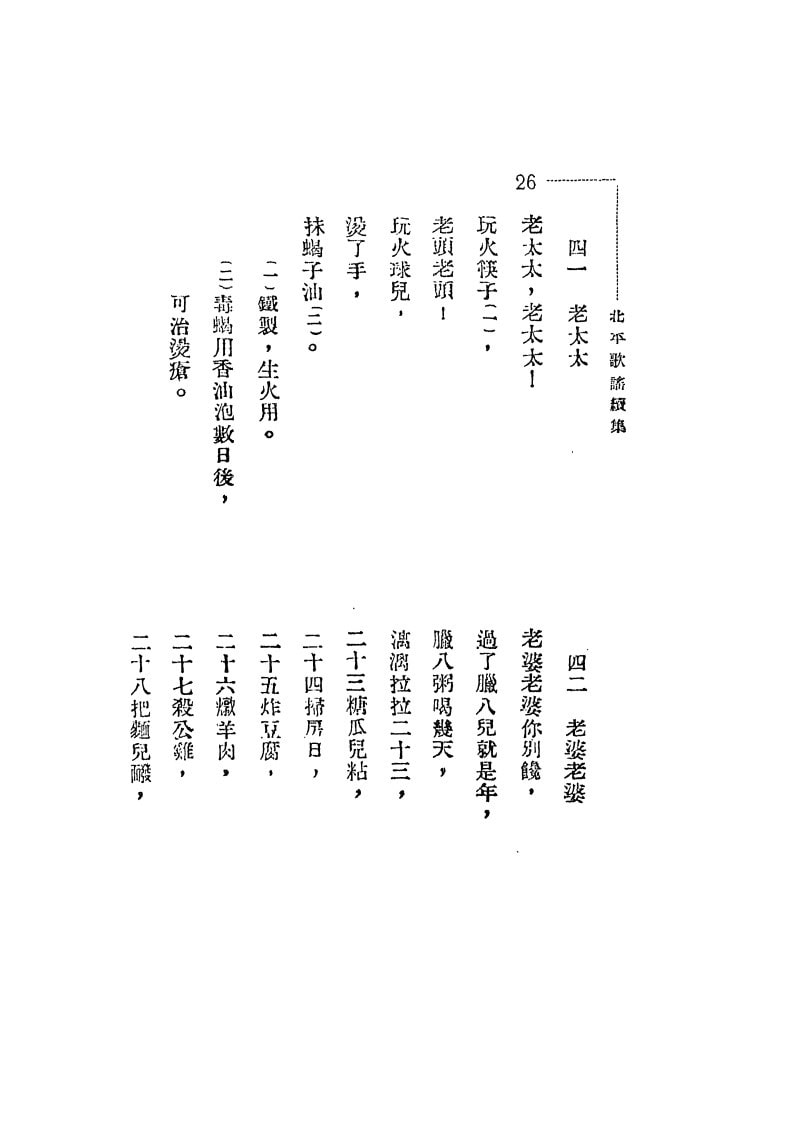 26
北平歌謠續集
四一　老太太
老太太，老太太！
玩火筷子(一)，
老頭老頭！
玩火球兒，
燙了手，
抹蝎子油(二)。
(一)鐵製，生火用。
(二)毒蝎用香油泡數日後，
可治燙瘡。
四二　老婆老婆
老婆老婆你別饞，
過了臘八兒就是年，
臘八粥喝幾天，
漓漓拉拉二十三，
二十三糖瓜兒粘，
二十四掃房日，
二十五炸豆腐，
二十六燉羊肉，
二十七殺公雞，
二十八把麵兒醱，